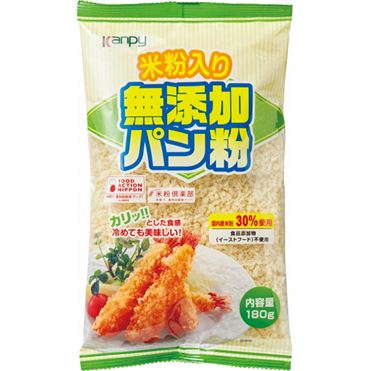 Kanpy
米粉入り
無添加
パン粉
FOOD
ACTION
NIPPON
米粉倶楽部
カリッ!!とした食感
冷めても美味しい!
国内産米粉30%使用
食品添加物
(イーストフード)不使用
内容量
180g